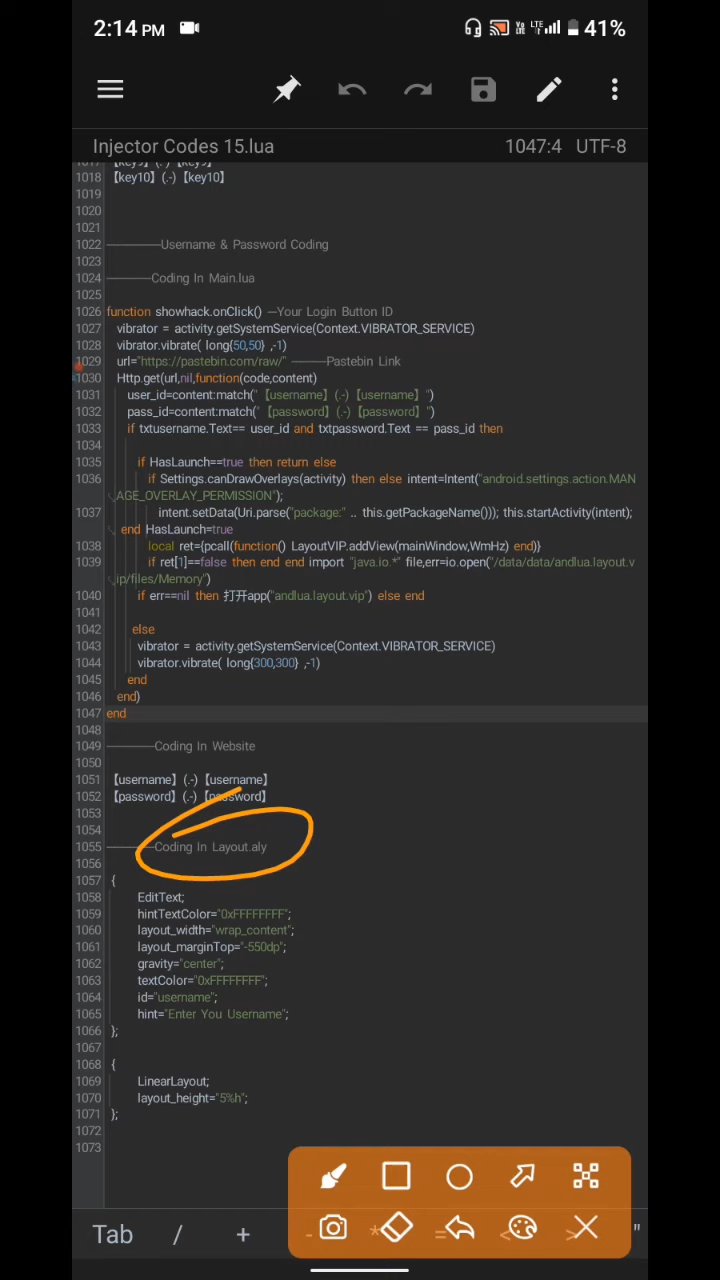 2:14 PM
LTE 41%
Injector Codes 15.lua 1047:4 UTF-8
1017 【key9】(.-)【key9】
1018 【key10】(.-)【key10】
1019
1020
1021
1022 ---------------Username & Password Coding
1023
1024 -------------Coding In Main.lua
1025
1026 function showhack.onClick() --Your Login Button ID
1027 vibrator = activity.getSystemService(Context.VIBRATOR_SERVICE)
1028 vibrator.vibrate( long{50,50} ,-1)
1029 url="https://pastebin.com/raw/" ----------Pastebin Link
1030 Http.get(url,nil,function(code,content)
1031 user_id=content:match("【username】(.-)【username】")
1032 pass_id=content:match("【password】(.-)【password】")
1033 if txtusername.Text== user_id and txtpassword.Text == pass_id then
1034
1035 if HasLaunch==true then return else
1036 if Settings.canDrawOverlays(activity) then else intent=Intent("android.settings.action.MAN
AGE_OVERLAY_PERMISSION");
1037 intent.setData(Uri.parse("package:" .. this.getPackageName())); this.startActivity(intent);
end HasLaunch=true
1038 local ret={pcall(function() LayoutVIP.addView(mainWindow,WmHz) end)}
1039 if ret[1]==false then end end import "java.io.*" file,err=io.open("/data/data/andlua.layout.v
ip/files/Memory")
1040 if err==nil then 打开app("andlua.layout.vip") else end
1041
1042 else
1043 vibrator = activity.getSystemService(Context.VIBRATOR_SERVICE)
1044 vibrator.vibrate( long{300,300} ,-1)
1045 end
1046 end)
1047 end
1048
1049 -------------Coding In Website
1050
1051 【username】(.-)【username】
1052 【password】(.-)【password】
1053
1054
1055 -------------Coding In Layout.aly
1056
1057 {
1058 EditText;
1059 hintTextColor="0xFFFFFFFF";
1060 layout_width="wrap_content";
1061 layout_marginTop="-550dp";
1062 gravity="center";
1063 textColor="0xFFFFFFFF";
1064 id="username";
1065 hint="Enter You Username";
1066 };
1067
1068 {
1069 LinearLayout;
1070 layout_height="5%h";
1071 };
1072
1073
Tab / + - * = < > "